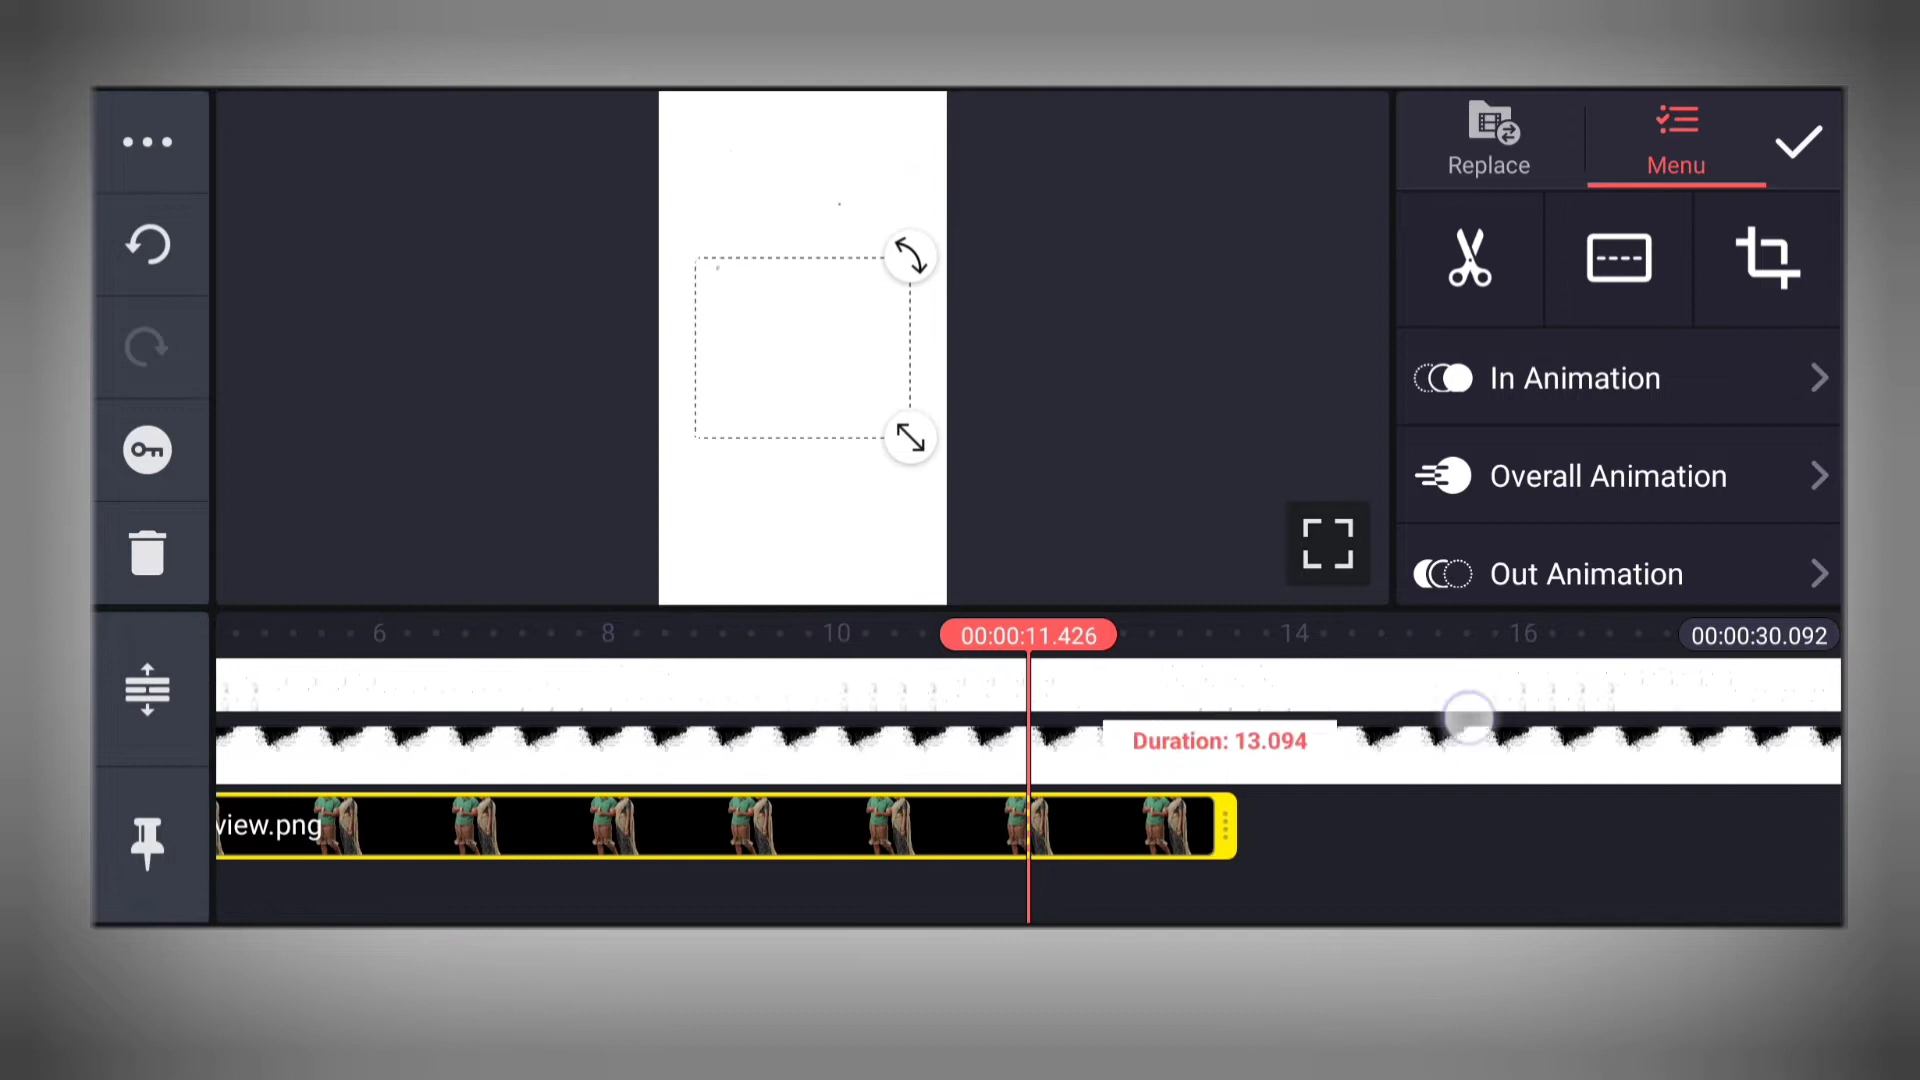 Replace
Menu
In Animation
Overall Animation
Out Animation
6
8
10
00:00:11.426
14
16
00:00:30.092
Duration: 13.094
view.png